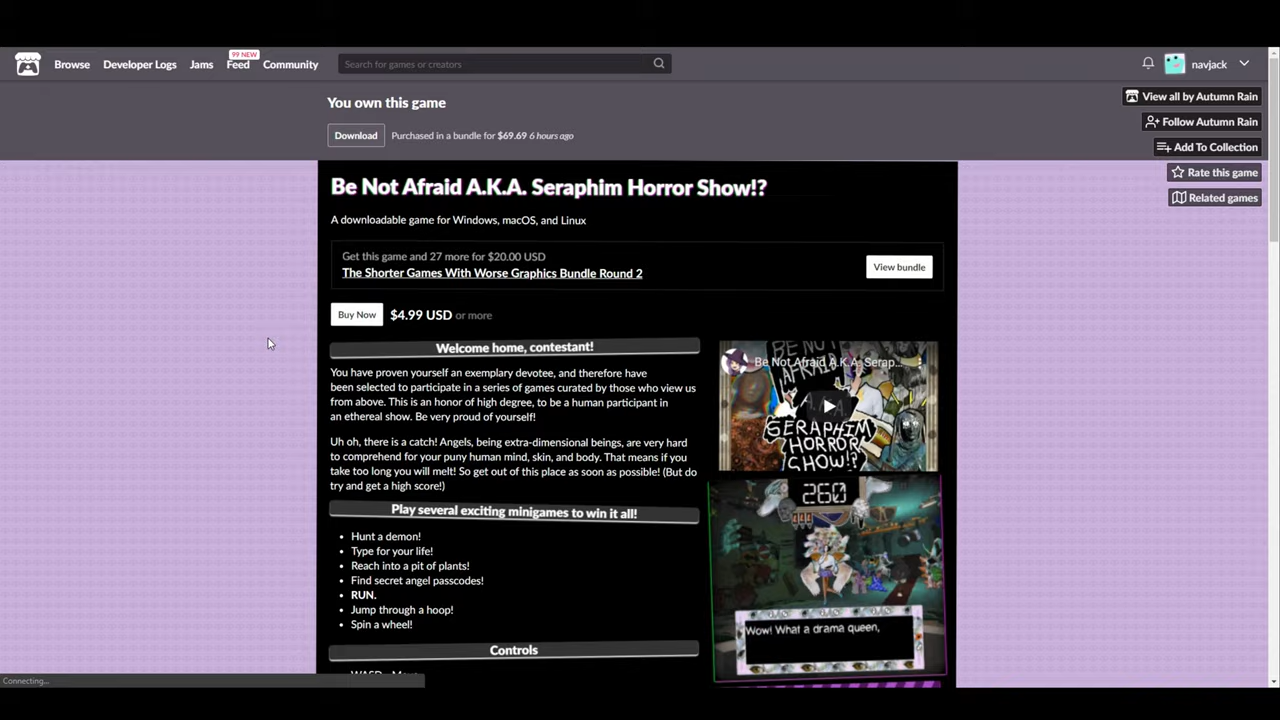 99 NEW
Browse Developer Logs Jams Feed Community Search for games or creators navjack
You own this game
Download Purchased in a bundle for $69.69 6 hours ago
View all by Autumn Rain
Follow Autumn Rain
Add To Collection
Rate this game
Related games
Be Not Afraid A.K.A. Seraphim Horror Show!?
A downloadable game for Windows, macOS, and Linux
Get this game and 27 more for $20.00 USD
The Shorter Games With Worse Graphics Bundle Round 2
View bundle
Buy Now $4.99 USD or more
Welcome home, contestant!
You have proven yourself an exemplary devotee, and therefore have
been selected to participate in a series of games curated by those who view us
from above. This is an honor of high degree, to be a human participant in
an ethereal show. Be very proud of yourself!
Uh oh, there is a catch! Angels, being extra-dimensional beings, are very hard
to comprehend for your puny human mind, skin, and body. That means if you
take too long you will melt! So get out of this place as soon as possible! (But do
try and get a high score!)
Play several exciting minigames to win it all!
• Hunt a demon!
• Type for your life!
• Reach into a pit of plants!
• Find secret angel passcodes!
• RUN.
• Jump through a hoop!
• Spin a wheel!
Controls
Be Not Afraid A.K.A. Serap...
BE NOT
AFRAID
A.K.A.
SERAPHIM
HORROR
SHOW!?
260
Wow! What a drama queen,
Connecting...